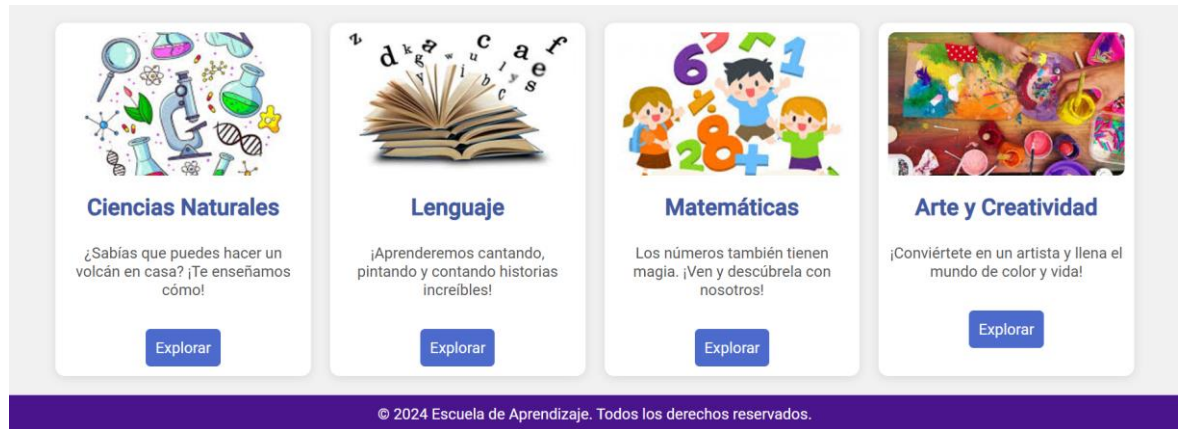 Ciencias Naturales
¿Sabías que puedes hacer un
volcán en casa? ¡Te enseñamos
cómo!
Explorar
Lenguaje
¡Aprenderemos cantando,
pintando y contando historias
increíbles!
Explorar
Matemáticas
Los números también tienen
magia. ¡Ven y descúbrela con
nosotros!
Explorar
Arte y Creatividad
¡Conviértete en un artista y llena el
mundo de color y vida!
Explorar
© 2024 Escuela de Aprendizaje. Todos los derechos reservados.